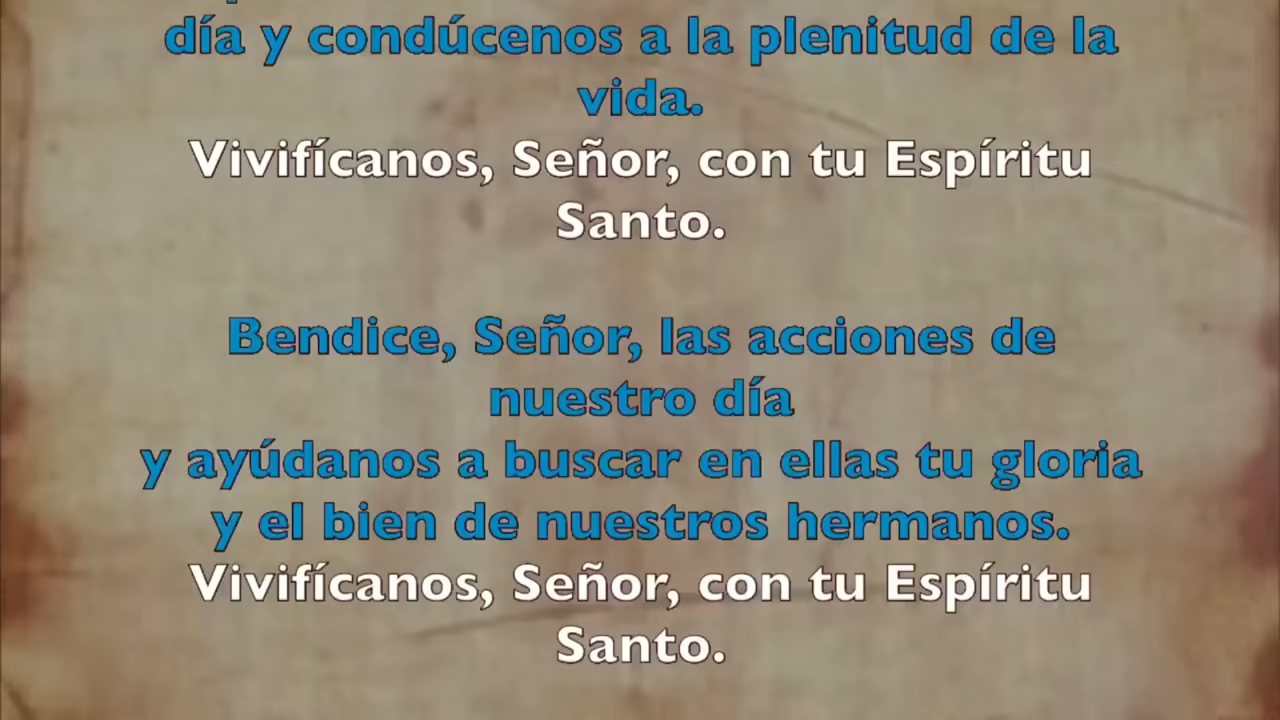 día y condúcenos a la plenitud de la
vida.
Vivifícanos, Señor, con tu Espíritu
Santo.
Bendice, Señor, las acciones de
nuestro día
y ayúdanos a buscar en ellas tu gloria
y el bien de nuestros hermanos.
Vivifícanos, Señor, con tu Espíritu
Santo.